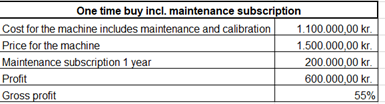 One time buy incl. maintenance subscription
Cost for the machine includes maintenance and calibration 1.100.000,00 kr.
Price for the machine 1.500.000,00 kr.
Maintenance subscription 1 year 200.000,00 kr.
Profit 600.000,00 kr.
Gross profit 55%